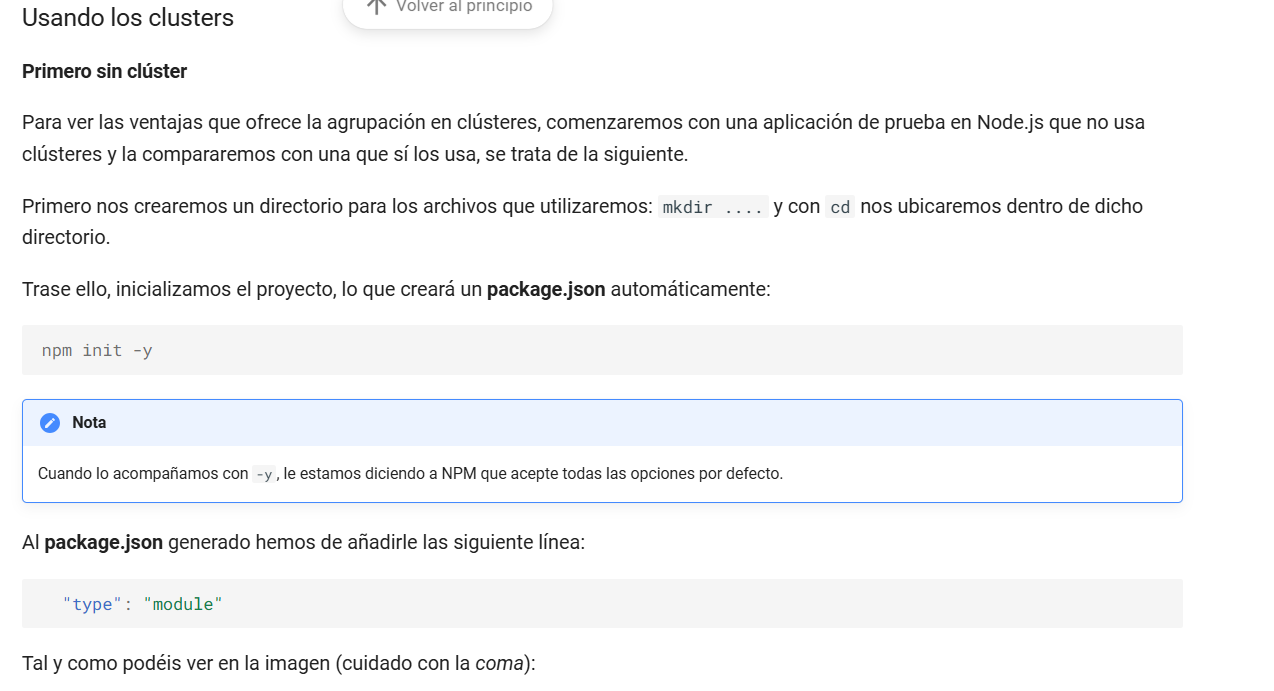 Usando los clusters
Volver al principio
Primero sin clúster
Para ver las ventajas que ofrece la agrupación en clústeres, comenzaremos con una aplicación de prueba en Node.js que no usa
clústeres y la compararemos con una que sí los usa, se trata de la siguiente.
Primero nos crearemos un directorio para los archivos que utilizaremos: mkdir .... y con cd nos ubicaremos dentro de dicho
directorio.
Trase ello, inicializamos el proyecto, lo que creará un package.json automáticamente:
npm init -y
Nota
Cuando lo acompañamos con -y, le estamos diciendo a NPM que acepte todas las opciones por defecto.
Al package.json generado hemos de añadirle las siguiente línea:
"type": "module"
Tal y como podéis ver en la imagen (cuidado con la coma):